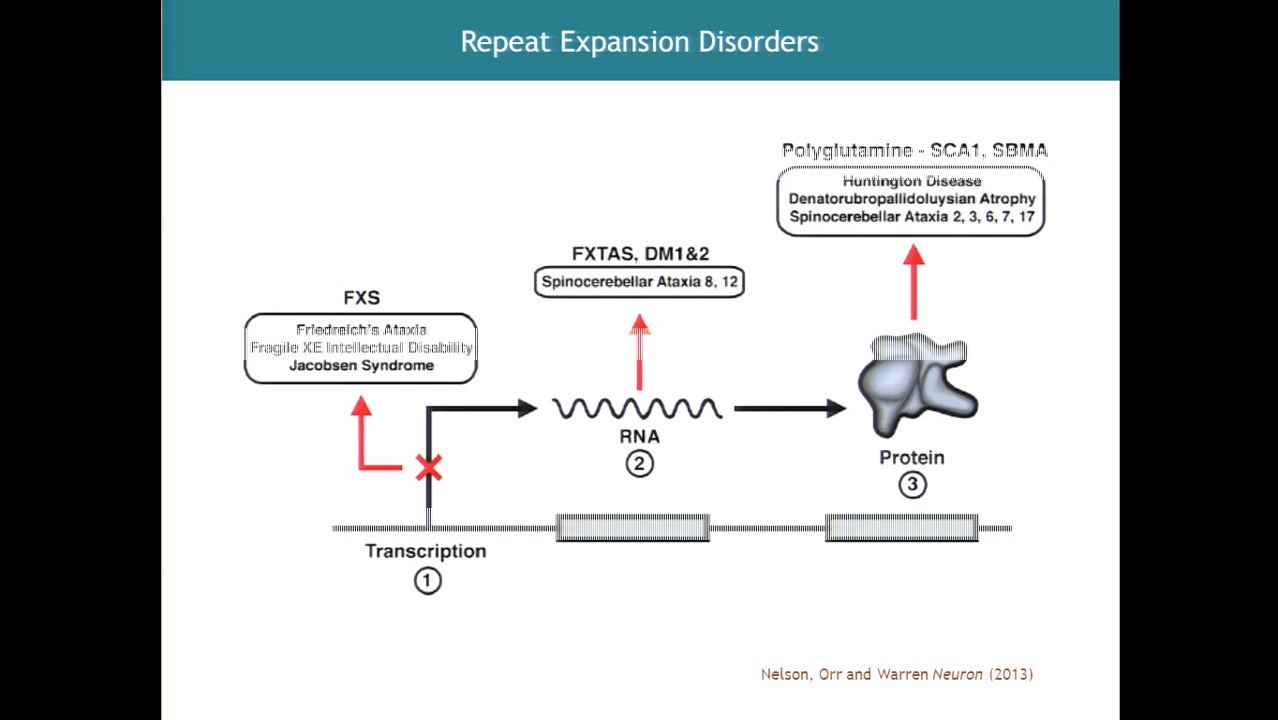 Repeat Expansion Disorders
Polyglutamine - SCA1, SBMA
Huntington Disease
Denatorubropallidoluysian Atrophy
Spinocerebellar Ataxia 2, 3, 6, 7, 17
FXTAS, DM1&2
Spinocerebellar Ataxia 8, 12
FXS
Friedreich's Ataxia
Fragile XE Intellectual Disability
Jacobsen Syndrome
RNA
2
Protein
3
Transcription
1
Nelson, Orr and Warren Neuron (2013)